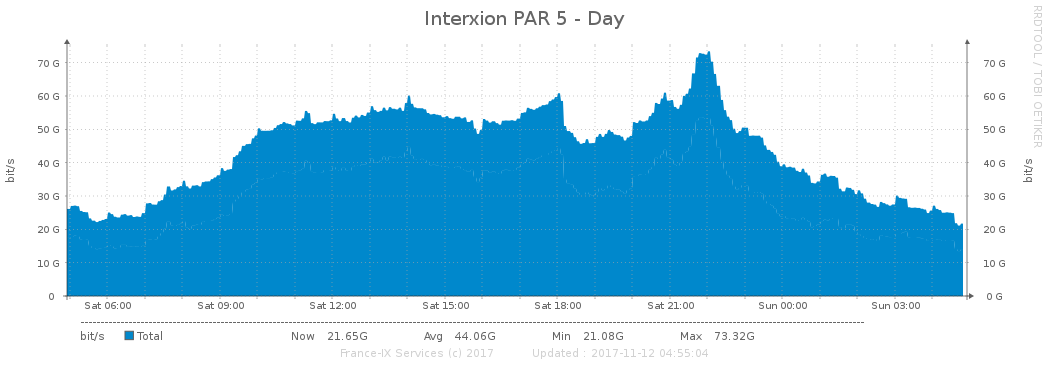 Interxion PAR 5 - Day
RRDTOOL / TOBI OETIKER
bit/s
bit/s
70 G 70 G
60 G 60 G
50 G 50 G
40 G 40 G
30 G 30 G
20 G 20 G
10 G 10 G
0 0 G
Sat 06:00 Sat 09:00 Sat 12:00 Sat 15:00 Sat 18:00 Sat 21:00 Sun 00:00 Sun 03:00
bit/s Total Now 21.65G Avg 44.06G Min 21.08G Max 73.32G
France-IX Services (c) 2017 Updated : 2017-11-12 04:55:04